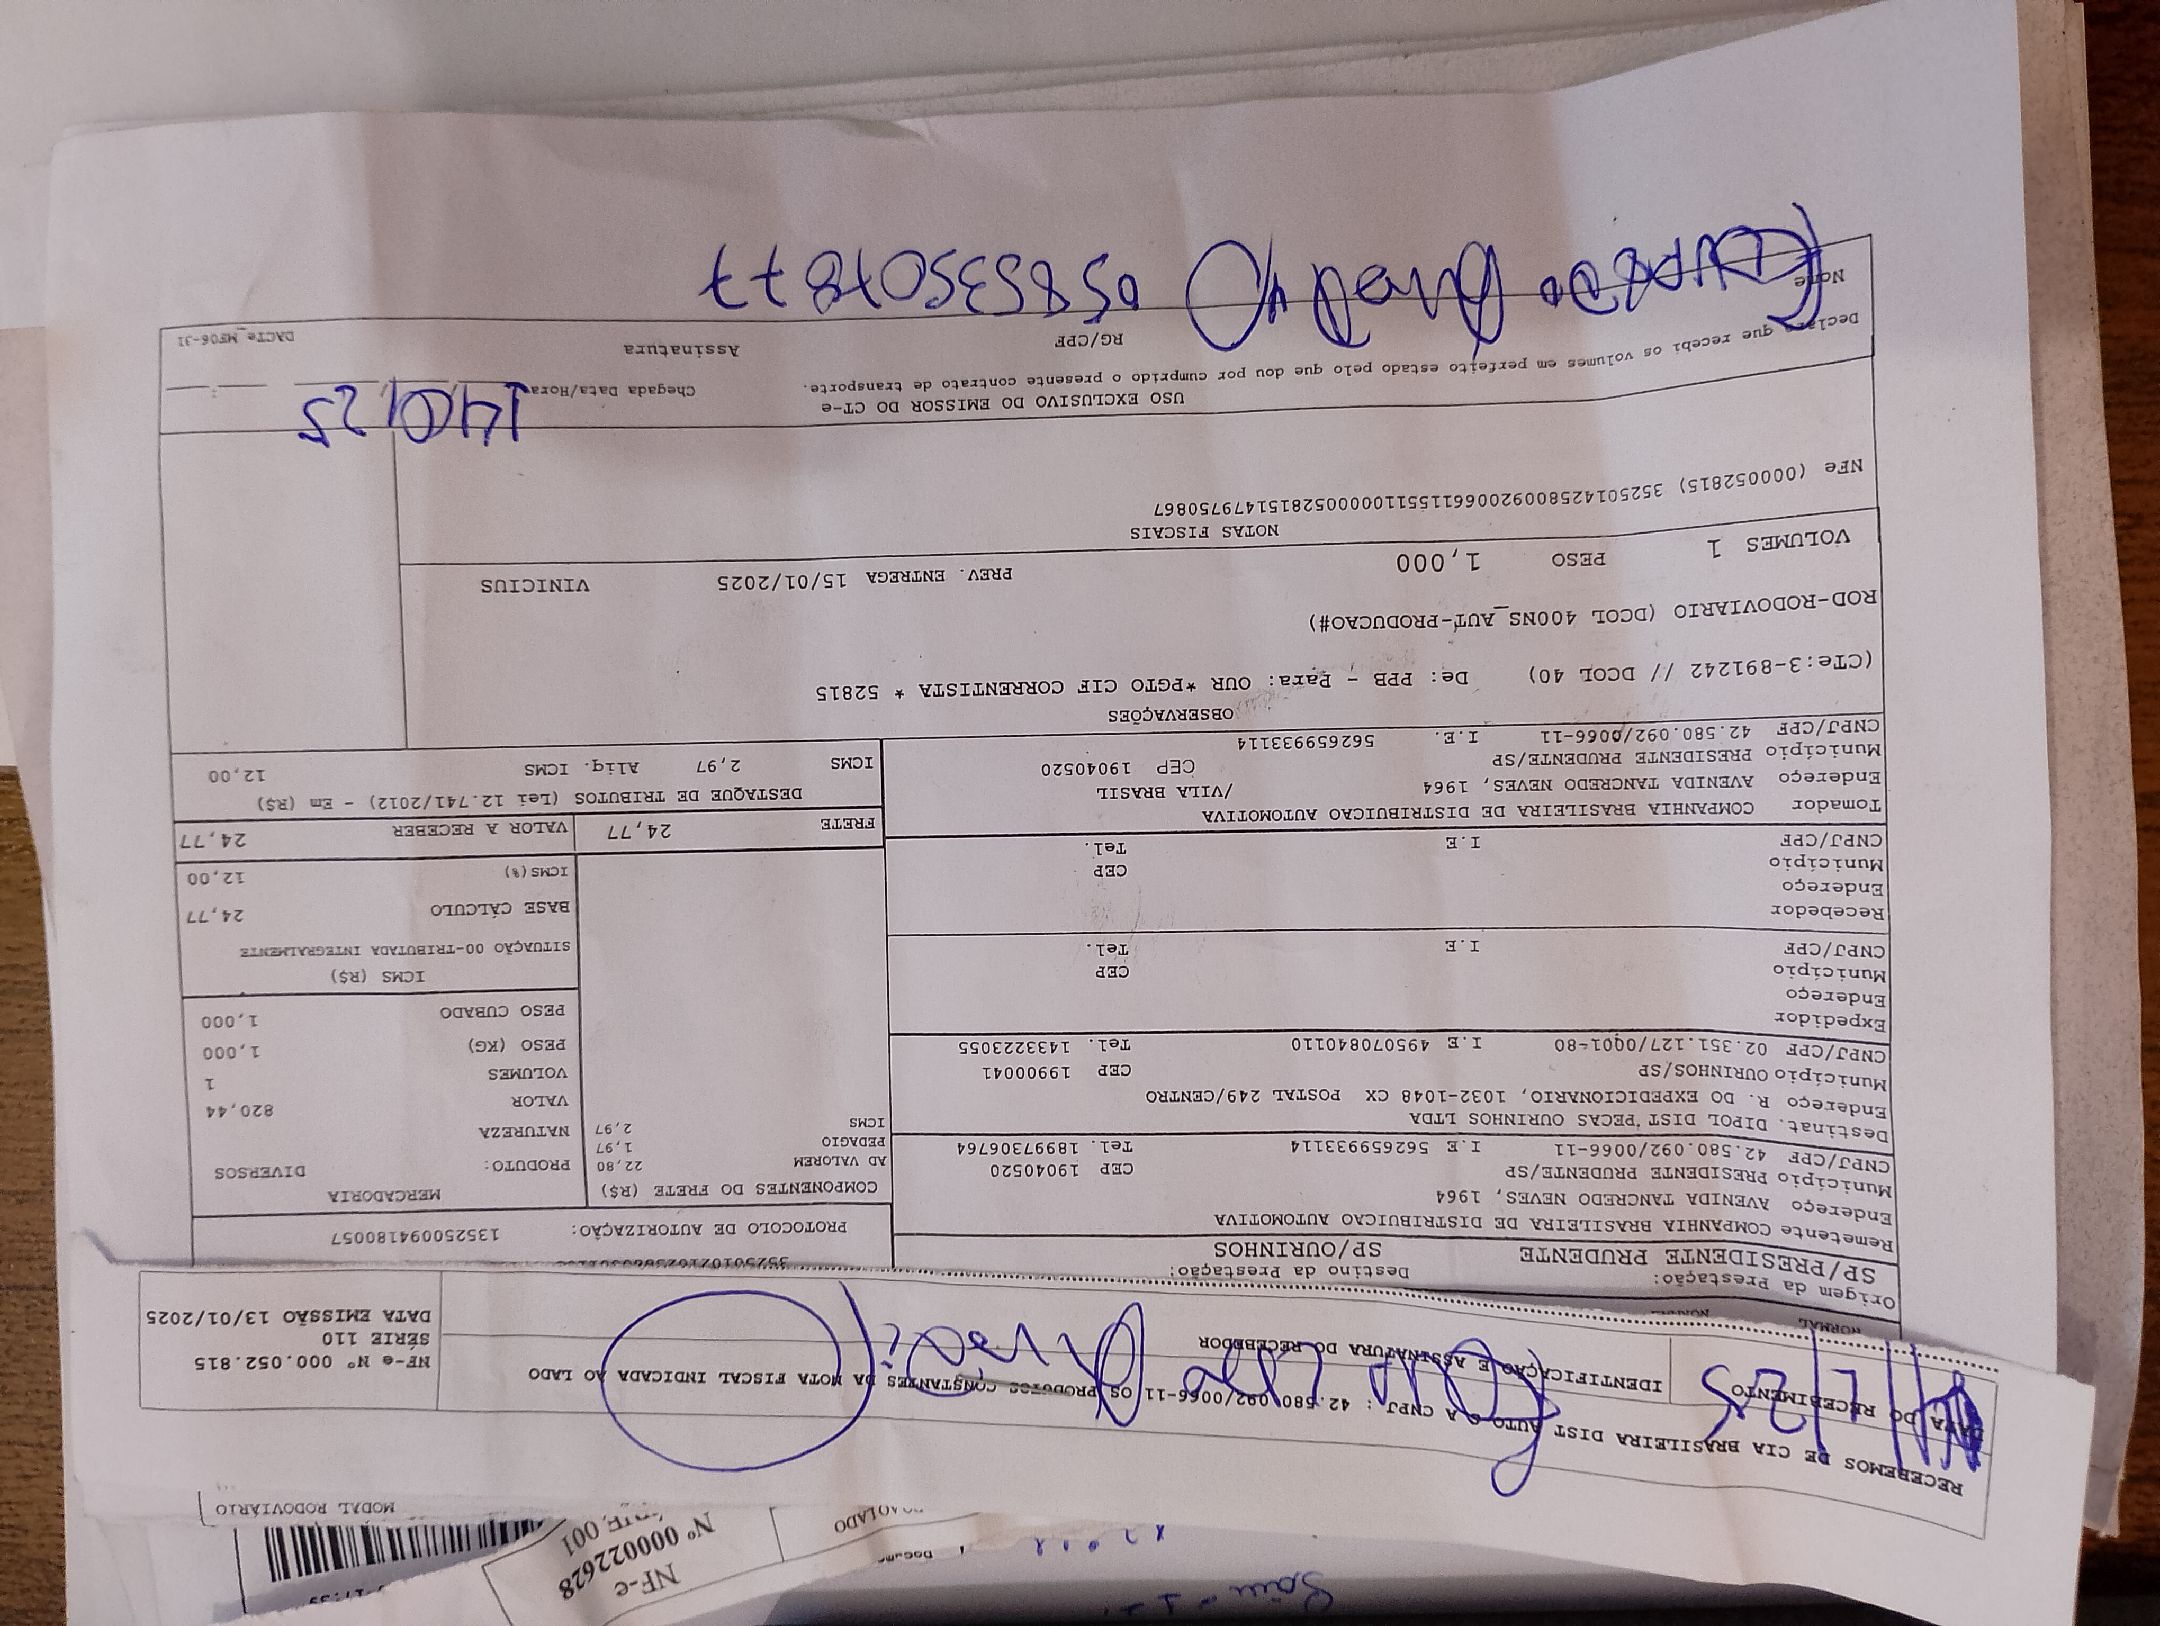 RECEBEMOS DE CIA BRASILEIRA DIST AUTO O A CNPJ : 42.580.092/0066-11 OS PRODUTOS CONSTANTES DA NOTA FISCAL INDICADA AO LADO
DATA DO RECEBIMENTO
IDENTIFICAÇÃO E ASSINATURA DO RECEBEDOR
NF-e Nº 000.052.815
SÉRIE 110
DATA EMISSÃO 13/01/2025
NORMAL
NORMAL
Origem da Prestação:
SP/PRESIDENTE PRUDENTE
Destino da Prestação:
SP/OURINHOS
PROTOCOLO DE AUTORIZAÇÃO: 135250094180057
Remetente COMPANHIA BRASILEIRA DE DISTRIBUICAO AUTOMOTIVA
Endereço AVENIDA TANCREDO NEVES, 1964
Município PRESIDENTE PRUDENTE/SP CEP 19040520
CNPJ/CPF 42.580.092/0066-11 I.E 562659933114 Tel. 18997306764
Destinat. DIPOL DIST PECAS OURINHOS LTDA
Endereço R. DO EXPEDICIONARIO, 1032-1048 CX POSTAL 249/CENTRO
Município OURINHOS/SP CEP 19900041
CNPJ/CPF 02.351.127/0001-80 I.E 495070840110 Tel. 1433223055
Expedidor
Endereço
Município CEP
CNPJ/CPF I.E Tel.
Recebedor
Endereço
Município CEP
CNPJ/CPF I.E Tel.
Tomador COMPANHIA BRASILEIRA DE DISTRIBUICAO AUTOMOTIVA
Endereço AVENIDA TANCREDO NEVES, 1964 /VILA BRASIL
Município PRESIDENTE PRUDENTE/SP CEP 19040520
CNPJ/CPF 42.580.092/0066-11 I.E. 562659933114
COMPONENTES DO FRETE (R$)
AD VALOREM 22,80
PEDAGIO 1,97
ICMS 2,97
MERCADORIA
PRODUTO: DIVERSOS
NATUREZA
VALOR 820,44
VOLUMES 1
PESO (KG) 1,000
PESO CUBADO 1,000
ICMS (R$)
SITUAÇÃO 00-TRIBUTADA INTEGRALMENTE
BASE CÁLCULO 24,77
ICMS(%) 12,00
FRETE 24,77 VALOR A RECEBER 24,77
DESTAQUE DE TRIBUTOS (Lei 12.741/2012) - Em (R$)
ICMS 2,97 Aliq. ICMS 12,00
OBSERVAÇÕES
(CTe:3-891242 // DCOL 40) De: PPB - Para: OUR *PGTO CIF CORRENTISTA * 52815
ROD-RODOVIARIO (DCOL 400NS_AUT-PRODUCAO#)
VOLUMES 1 PESO 1,000 PREV. ENTREGA 15/01/2025 VINICIUS
NOTAS FISCAIS
NFe (000052815) 35250142580092006611551100000528151479750867
USO EXCLUSIVO DO EMISSOR DO CT-e
Declaro que recebi os volumes em perfeito estado pelo que dou por cumprido o presente contrato de transporte.
Chegada Data/Hora
14/01/25
Nome
RG/CPF
Assinatura
DACTe_MF06-31
05853507877
MODAL RODOVIÁRIO
NF-e
Nº 000022628